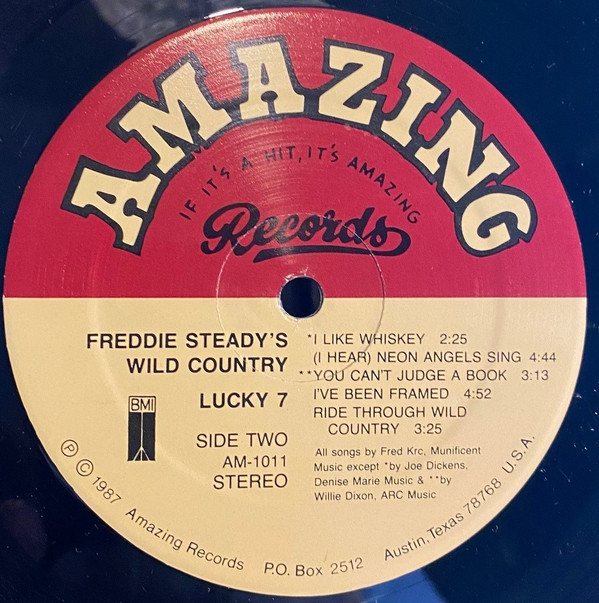 AMAZING
IF IT'S A HIT, IT'S AMAZING
Records
FREDDIE STEADY'S
WILD COUNTRY
LUCKY 7
BMI
SIDE TWO
AM-1011
STEREO
*I LIKE WHISKEY 2:25
(I HEAR) NEON ANGELS SING 4:44
**YOU CAN'T JUDGE A BOOK 3:13
I'VE BEEN FRAMED 4:52
RIDE THROUGH WILD
COUNTRY 3:25
All songs by Fred Krc, Munificent
Music except *by Joe Dickens,
Denise Marie Music & **by
Willie Dixon, ARC Music
Ⓟ © 1987 Amazing Records P.O. Box 2512 Austin, Texas 78768 U.S.A.